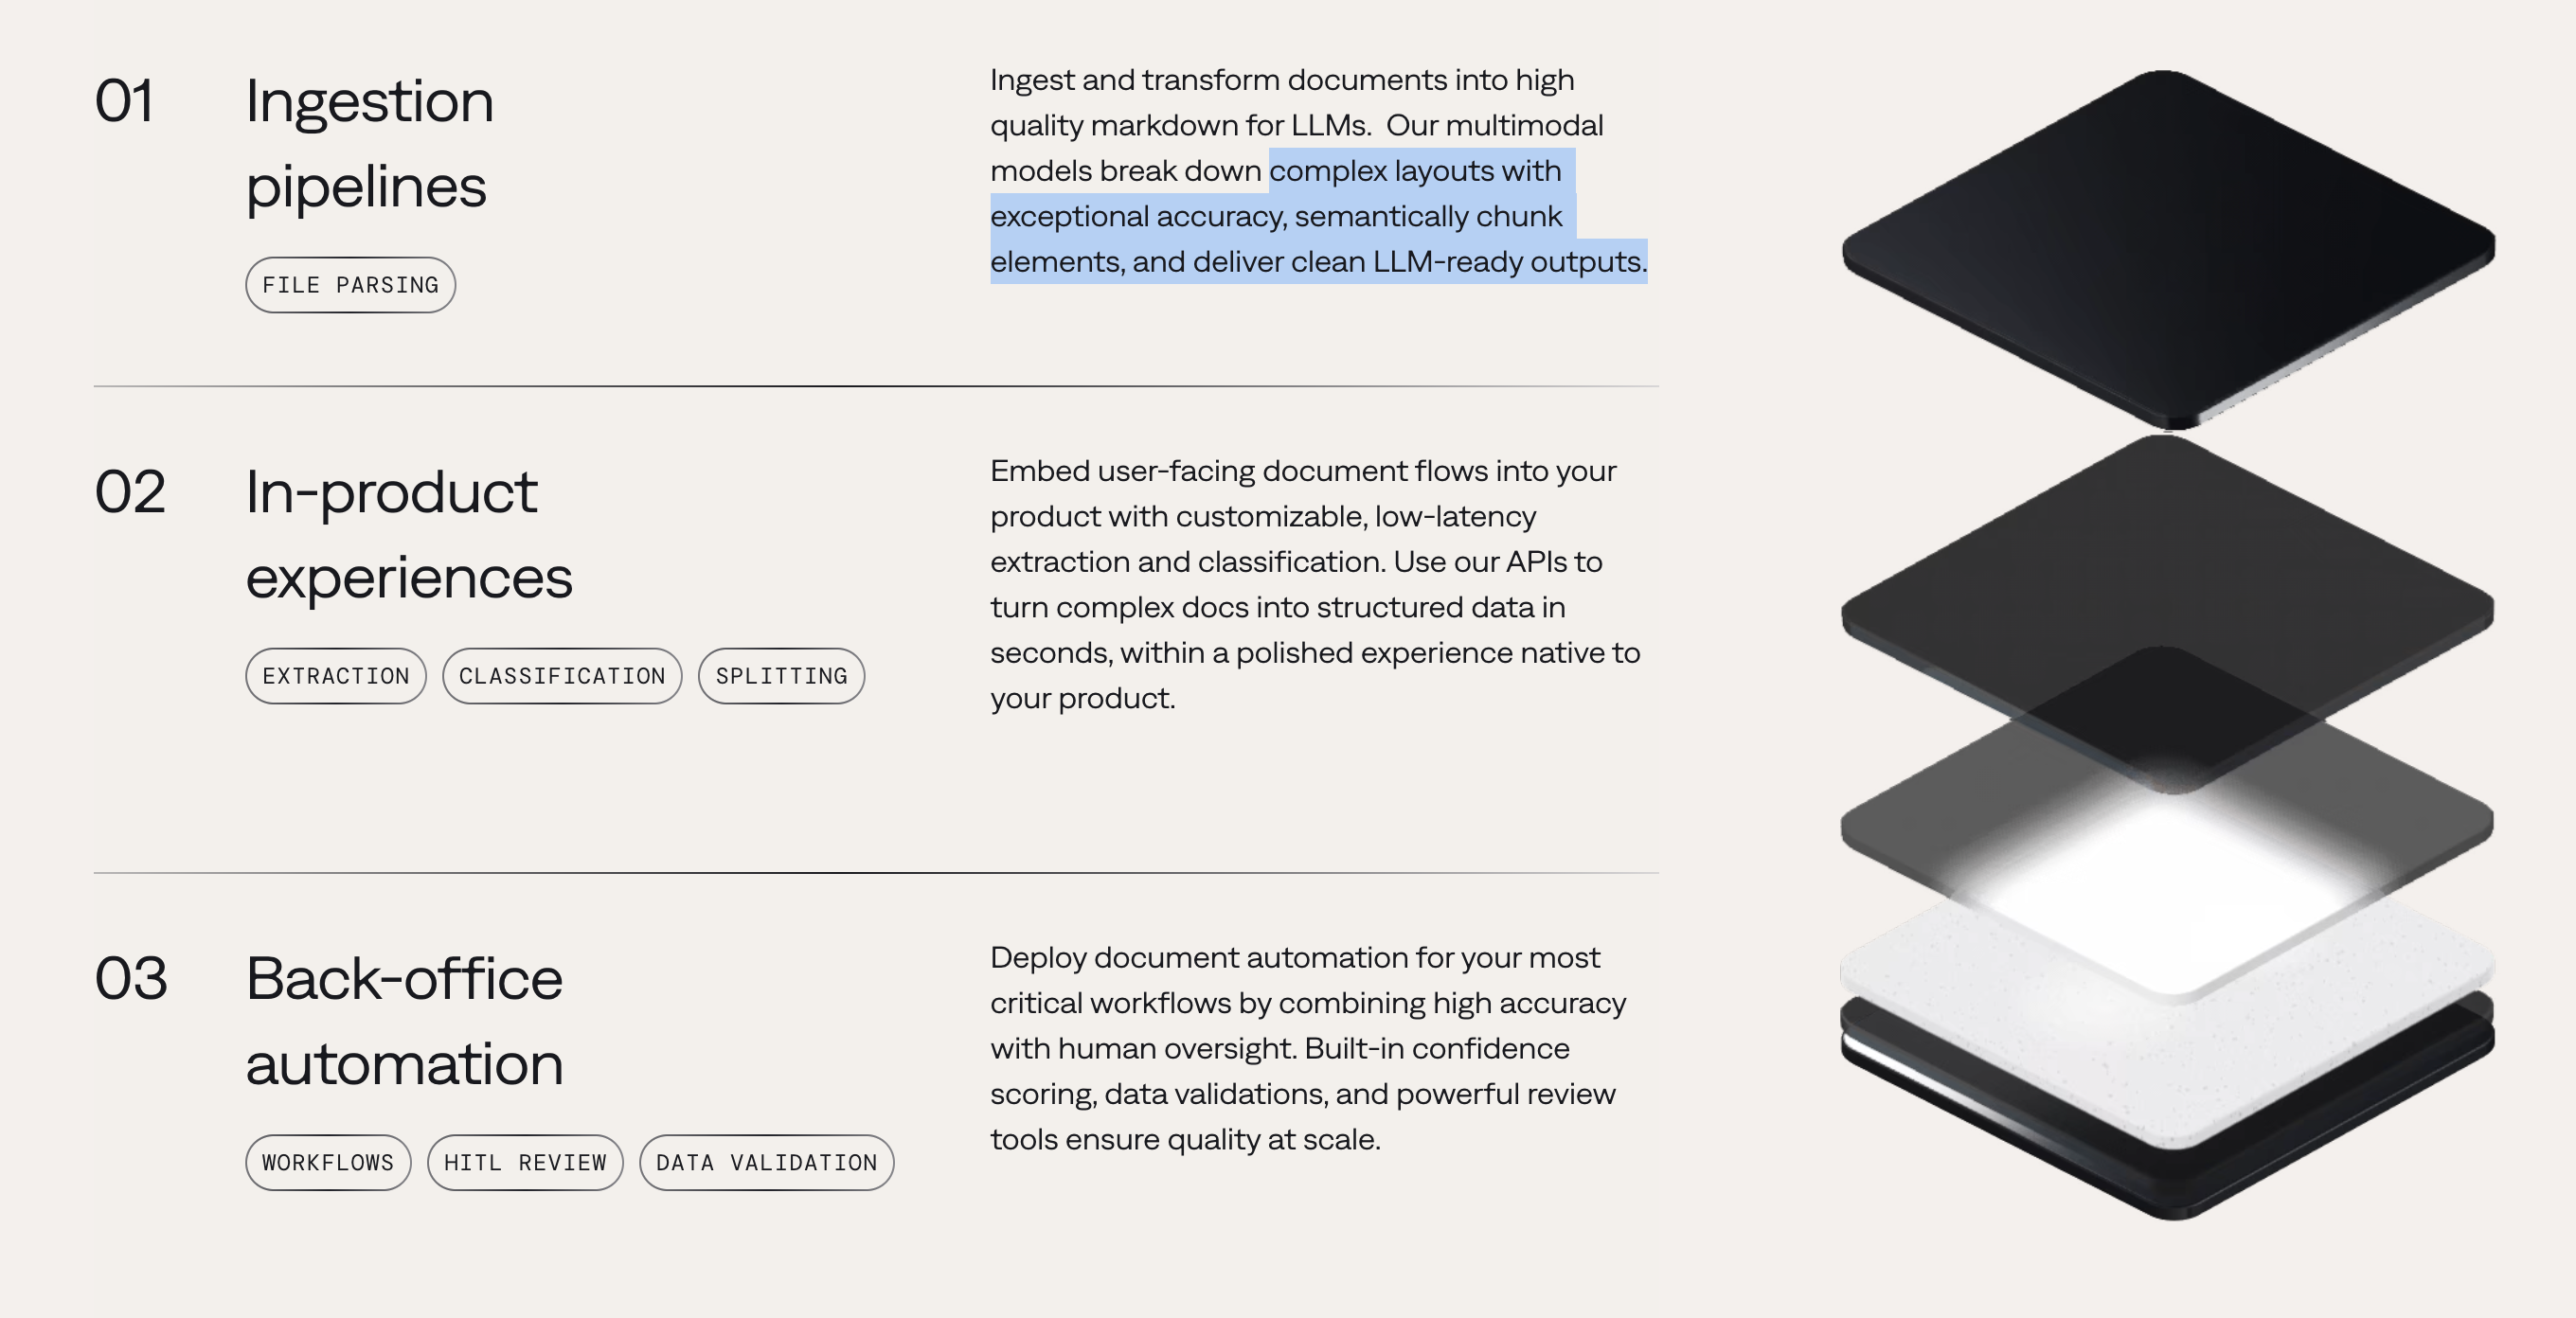 01
Ingestion
pipelines
FILE PARSING
Ingest and transform documents into high
quality markdown for LLMs.  Our multimodal
models break down complex layouts with
exceptional accuracy, semantically chunk
elements, and deliver clean LLM-ready outputs.
02
In-product
experiences
EXTRACTION
CLASSIFICATION
SPLITTING
Embed user-facing document flows into your
product with customizable, low-latency
extraction and classification. Use our APIs to
turn complex docs into structured data in
seconds, within a polished experience native to
your product.
03
Back-office
automation
WORKFLOWS
HITL REVIEW
DATA VALIDATION
Deploy document automation for your most
critical workflows by combining high accuracy
with human oversight. Built-in confidence
scoring, data validations, and powerful review
tools ensure quality at scale.